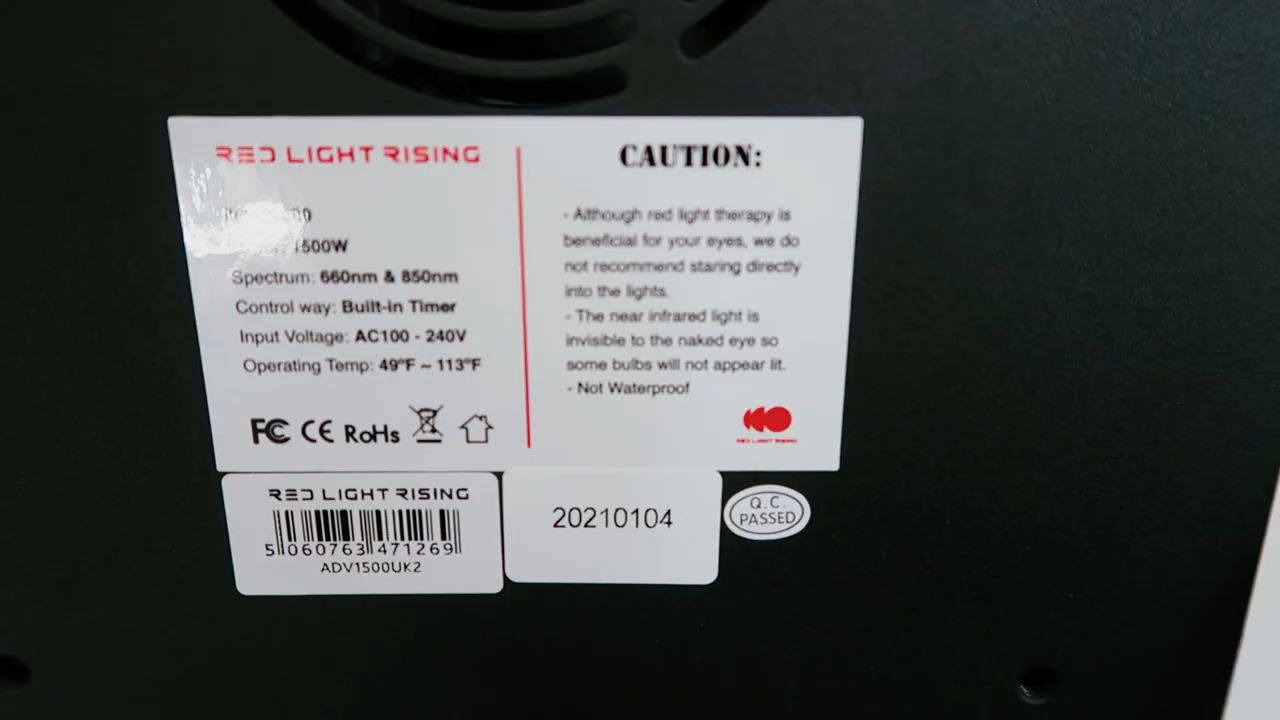 RED LIGHT RISING
1500W
Spectrum: 660nm & 850nm
Control way: Built-in Timer
Input Voltage: AC100 - 240V
Operating Temp: 49ºF ~ 113ºF
FC CE RoHs
CAUTION:
- Although red light therapy is
beneficial for your eyes, we do
not recommend staring directly
into the lights.
- The near infrared light is
invisible to the naked eye so
some bulbs will not appear lit.
- Not Waterproof
RED LIGHT RISING
RED LIGHT RISING
5 060763 471269
ADV1500UK2
20210104
Q.C.
PASSED